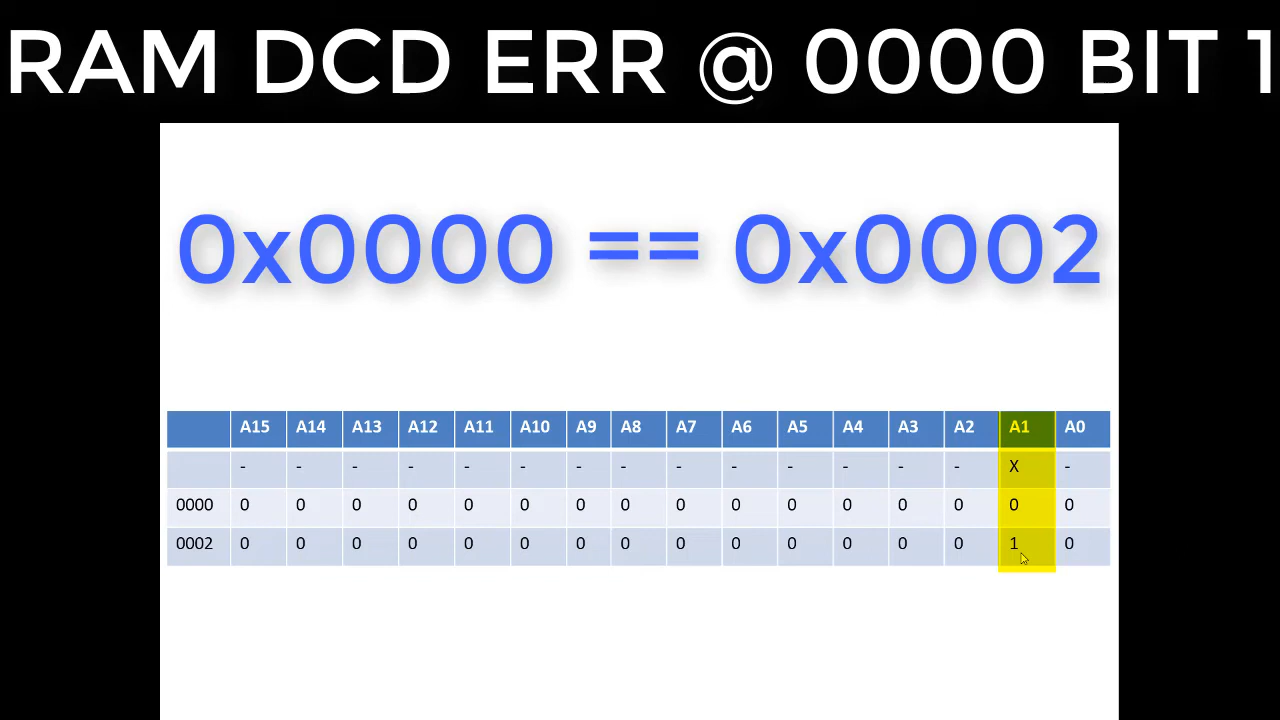 RAM DCD ERR @ 0000 BIT 1
0x0000 == 0x0002
A15 A14 A13 A12 A11 A10 A9 A8 A7 A6 A5 A4 A3 A2 A1 A0
- - - - - - - - - - - - - - X -
0000 0 0 0 0 0 0 0 0 0 0 0 0 0 0 0 0
0002 0 0 0 0 0 0 0 0 0 0 0 0 0 0 1 0